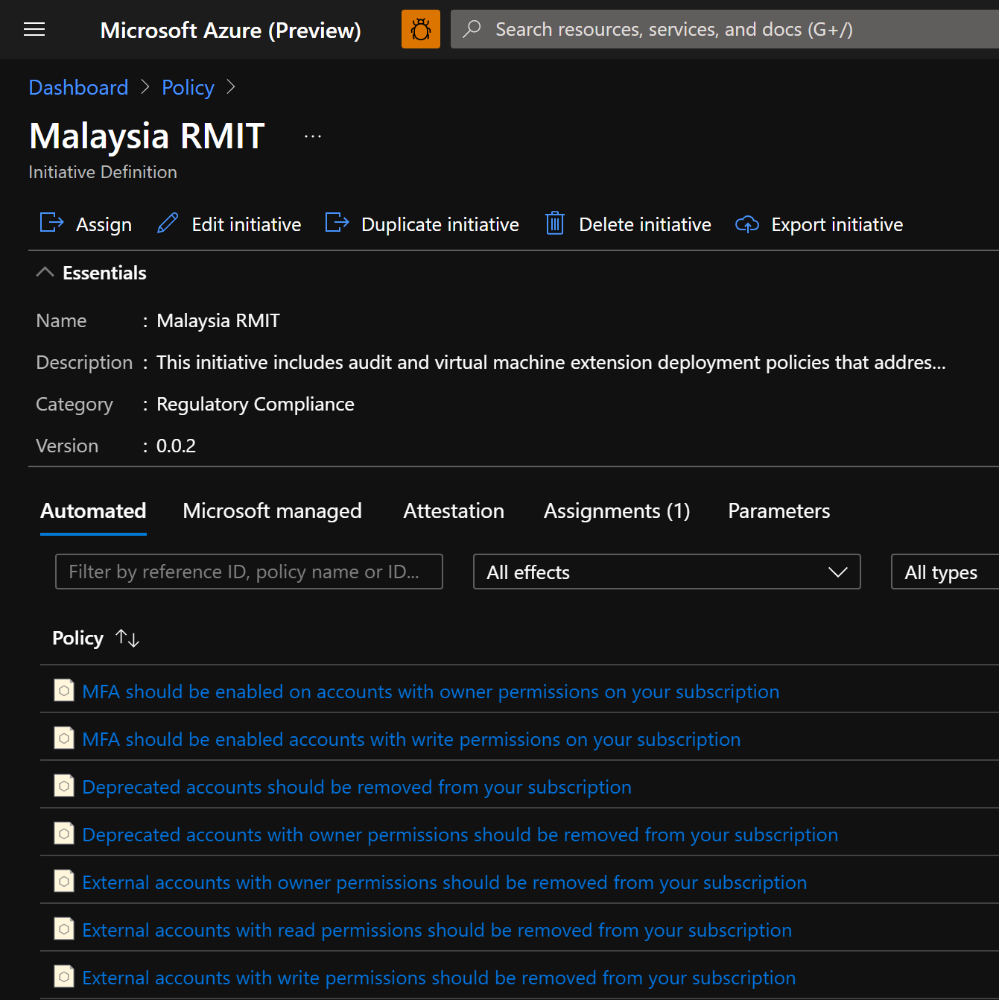 Microsoft Azure (Preview)
Search resources, services, and docs (G+/)
Dashboard > Policy >
Malaysia RMIT ...
Initiative Definition
Assign Edit initiative Duplicate initiative Delete initiative Export initiative
Essentials
Name : Malaysia RMIT
Description : This initiative includes audit and virtual machine extension deployment policies that addres...
Category : Regulatory Compliance
Version : 0.0.2
Automated Microsoft managed Attestation Assignments (1) Parameters
Filter by reference ID, policy name or ID... All effects All types
Policy ↑↓
MFA should be enabled on accounts with owner permissions on your subscription
MFA should be enabled accounts with write permissions on your subscription
Deprecated accounts should be removed from your subscription
Deprecated accounts with owner permissions should be removed from your subscription
External accounts with owner permissions should be removed from your subscription
External accounts with read permissions should be removed from your subscription
External accounts with write permissions should be removed from your subscription